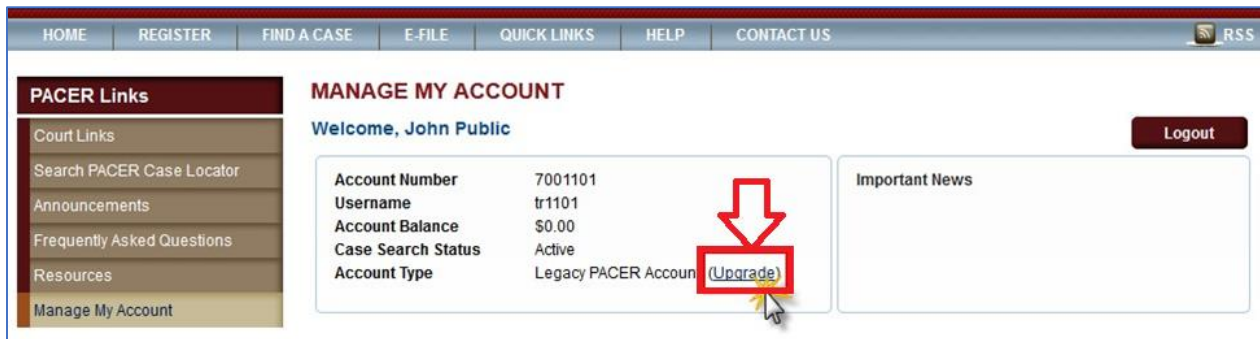 HOME REGISTER FIND A CASE E-FILE QUICK LINKS HELP CONTACT US RSS
PACER Links
Court Links
Search PACER Case Locator
Announcements
Frequently Asked Questions
Resources
Manage My Account
MANAGE MY ACCOUNT
Welcome, John Public
Logout
Account Number 7001101
Username tr1101
Account Balance $0.00
Case Search Status Active
Account Type Legacy PACER Accoun (Upgrade)
Important News